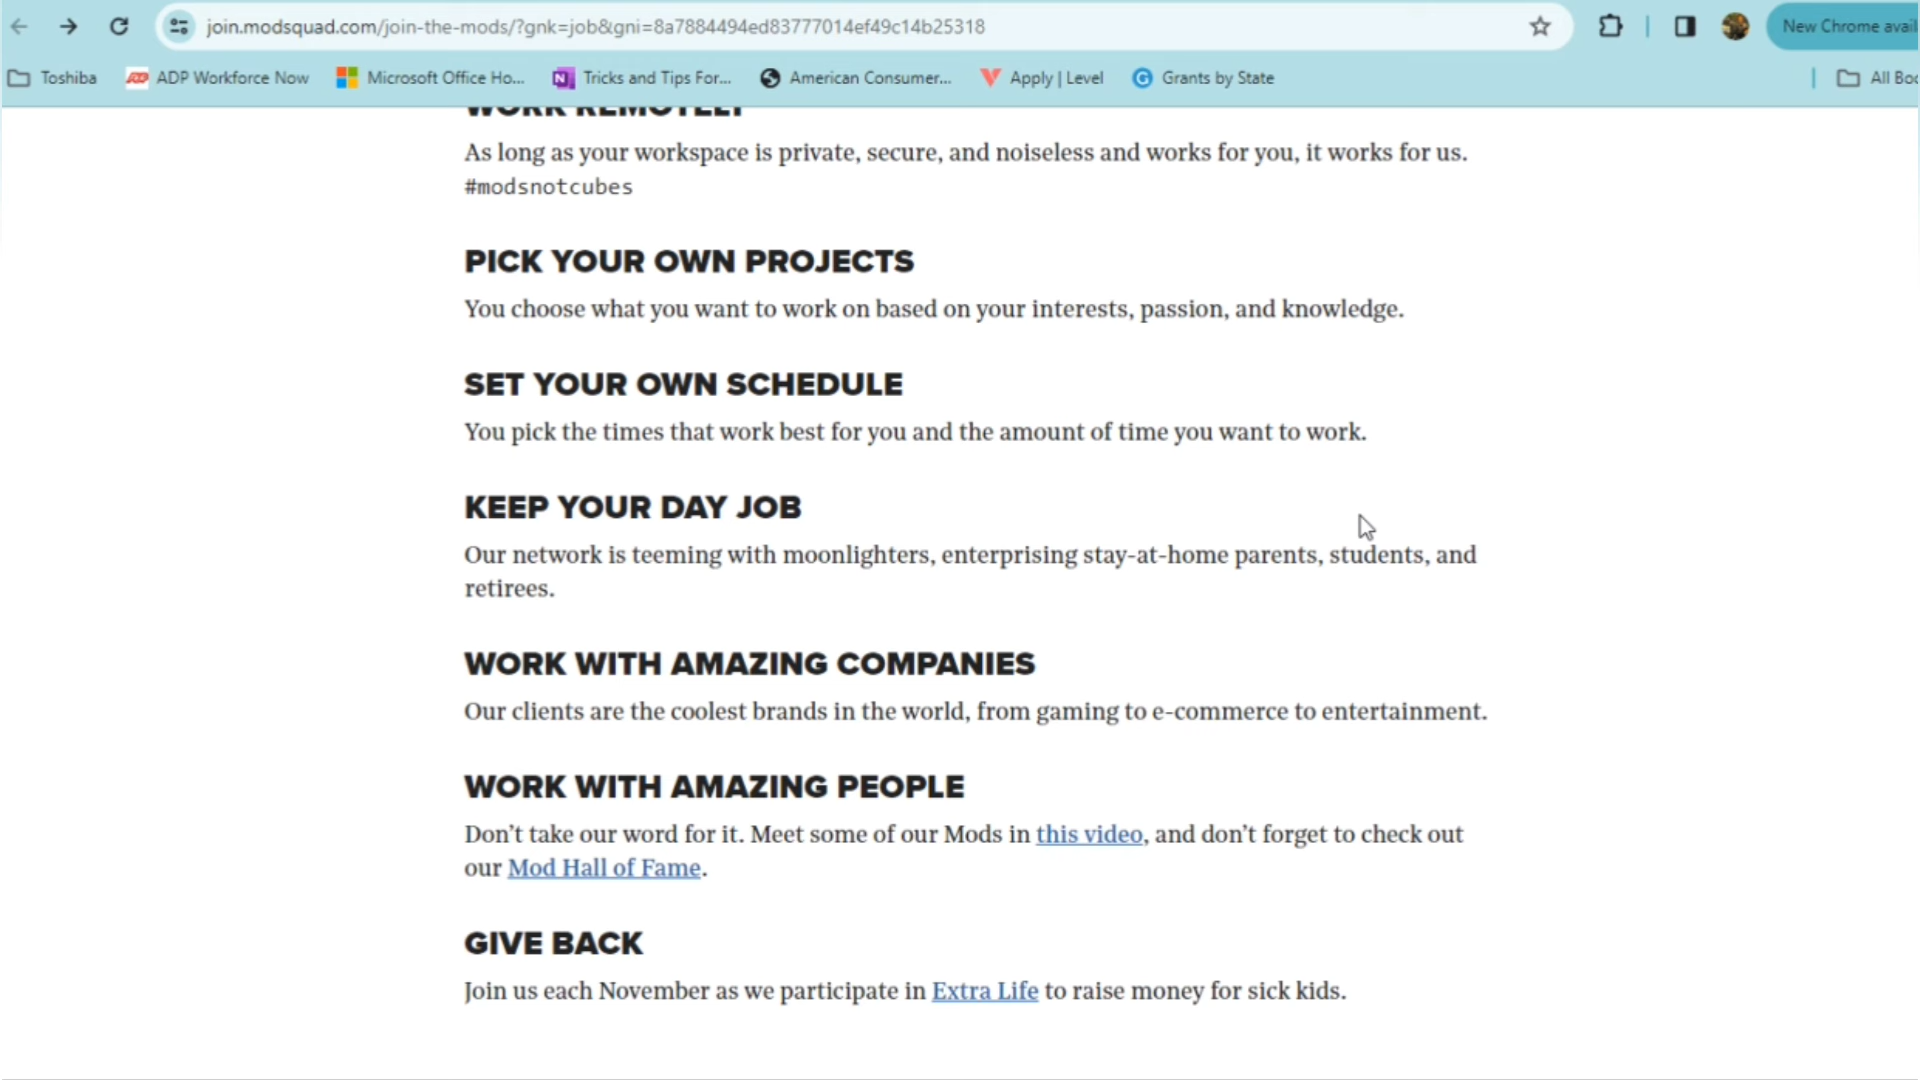 join.modsquad.com/join-the-mods/?gnk=job&gni=8a7884494ed83777014ef49c14b25318
New Chrome avail
Toshiba
ADP Workforce Now
Microsoft Office Ho...
Tricks and Tips For...
American Consumer...
Apply | Level
Grants by State
All Boo
WORK REMOTELY
As long as your workspace is private, secure, and noiseless and works for you, it works for us.
#modsnotcubes
PICK YOUR OWN PROJECTS
You choose what you want to work on based on your interests, passion, and knowledge.
SET YOUR OWN SCHEDULE
You pick the times that work best for you and the amount of time you want to work.
KEEP YOUR DAY JOB
Our network is teeming with moonlighters, enterprising stay-at-home parents, students, and
retirees.
WORK WITH AMAZING COMPANIES
Our clients are the coolest brands in the world, from gaming to e-commerce to entertainment.
WORK WITH AMAZING PEOPLE
Don’t take our word for it. Meet some of our Mods in this video, and don’t forget to check out
our Mod Hall of Fame.
GIVE BACK
Join us each November as we participate in Extra Life to raise money for sick kids.